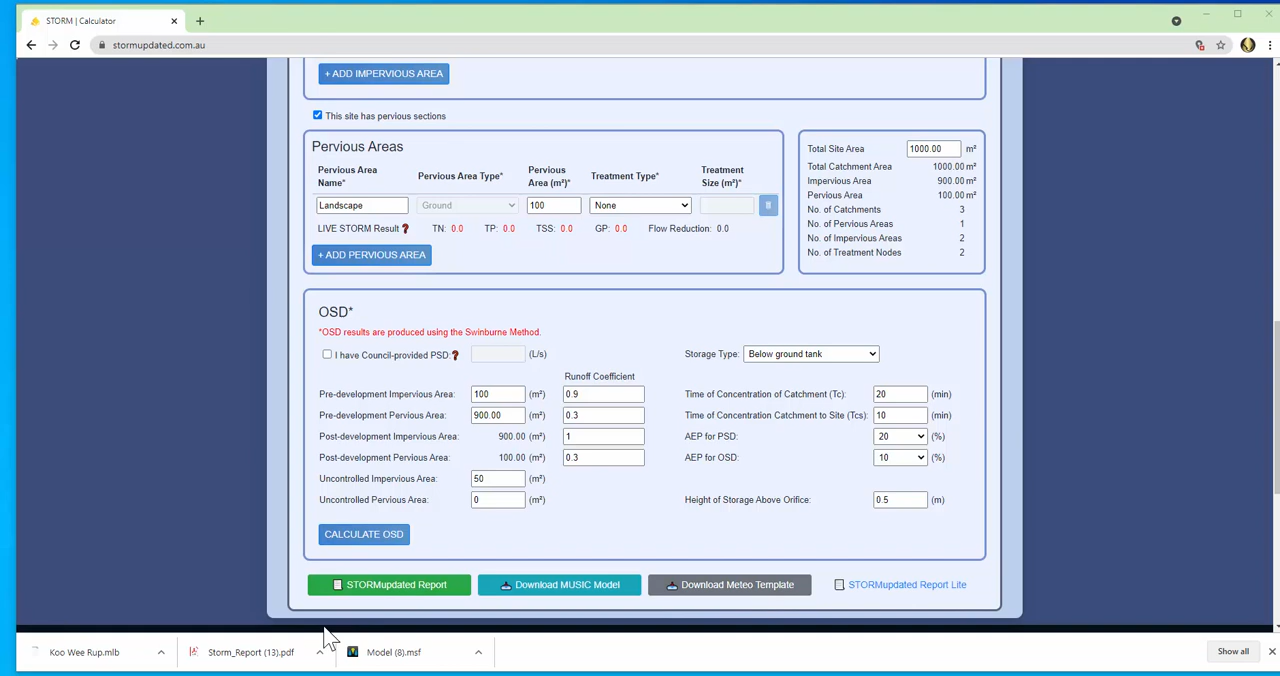 STORM | Calculator
stormupdated.com.au
+ ADD IMPERVIOUS AREA
This site has pervious sections
Pervious Areas
Pervious Area Name* Pervious Area Type* Pervious Area (m²)* Treatment Type* Treatment Size (m²)*
Landscape Ground 100 None
LIVE STORM Result ? TN: 0.0 TP: 0.0 TSS: 0.0 GP: 0.0 Flow Reduction: 0.0
+ ADD PERVIOUS AREA
Total Site Area 1000.00 m²
Total Catchment Area 1000.00 m²
Impervious Area 900.00 m²
Pervious Area 100.00 m²
No. of Catchments 3
No. of Pervious Areas 1
No. of Impervious Areas 2
No. of Treatment Nodes 2
OSD*
*OSD results are produced using the Swinburne Method.
I have Council-provided PSD: ? (L/s) Storage Type: Below ground tank
Runoff Coefficient
Pre-development Impervious Area: 100 (m²) 0.9 Time of Concentration of Catchment (Tc): 20 (min)
Pre-development Pervious Area: 900.00 (m²) 0.3 Time of Concentration Catchment to Site (Tcs): 10 (min)
Post-development Impervious Area: 900.00 (m²) 1 AEP for PSD: 20 (%)
Post-development Pervious Area: 100.00 (m²) 0.3 AEP for OSD: 10 (%)
Uncontrolled Impervious Area: 50 (m²)
Uncontrolled Pervious Area: 0 (m²) Height of Storage Above Orifice: 0.5 (m)
CALCULATE OSD
STORMupdated Report Download MUSIC Model Download Meteo Template STORMupdated Report Lite
Koo Wee Rup.mlb Storm_Report (13).pdf Model (8).msf Show all